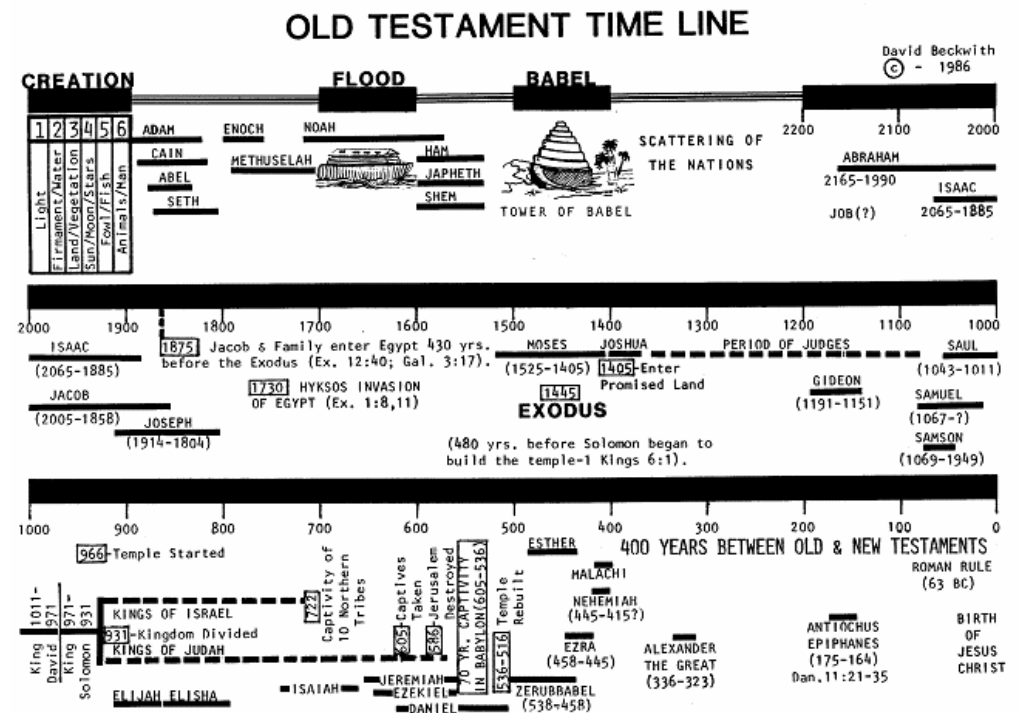 OLD TESTAMENT TIME LINE
David Beckwith
© - 1986
CREATION
FLOOD
BABEL
2200 2100 2000
1 2 3 4 5 6
Light
Firmament/Water
Land/Vegetation
Sun/Moon/Stars
Fowl/Fish
Animals/Man
ADAM
CAIN
ABEL
SETH
ENOCH
METHUSELAH
NOAH
HAM
JAPHETH
SHEM
TOWER OF BABEL
SCATTERING OF
THE NATIONS
ABRAHAM
2165-1990
ISAAC
2065-1885
JOB(?)
2000 1900 1800 1700 1600 1500 1400 1300 1200 1100 1000
ISAAC
(2065-1885)
JACOB
(2005-1858)
JOSEPH
(1914-1804)
1875 Jacob & Family enter Egypt 430 yrs.
before the Exodus (Ex. 12:40; Gal. 3:17).
1730 HYKSOS INVASION
OF EGYPT (Ex. 1:8,11)
MOSES
(1525-1405)
JOSHUA
1405-Enter
Promised Land
1445
EXODUS
(480 yrs. before Solomon began to
build the temple-1 Kings 6:1).
PERIOD OF JUDGES
GIDEON
(1191-1151)
SAUL
(1043-1011)
SAMUEL
(1067-?)
SAMSON
(1069-1949)
1000 900 800 700 600 500 400 300 200 100 0
966-Temple Started
1011-
971
King
David
971-
931
King
Solomon
KINGS OF ISRAEL
931-Kingdom Divided
KINGS OF JUDAH
ELIJAH
ELISHA
722
Captivity of
10 Northern
Tribes
ISAIAH
605-Captives
Taken
586-Jerusalem
Destroyed
JEREMIAH
EZEKIEL
DANIEL
70 YR. CAPTIVITY
IN BABYLON(605-536)
536-516
Temple
Rebuilt
ZERUBBABEL
(538-458)
ESTHER
MALACHI
NEHEMIAH
(445-415?)
EZRA
(458-445)
400 YEARS BETWEEN OLD & NEW TESTAMENTS
ALEXANDER
THE GREAT
(336-323)
ANTIOCHUS
EPIPHANES
(175-164)
Dan.11:21-35
ROMAN RULE
(63 BC)
BIRTH
OF
JESUS
CHRIST